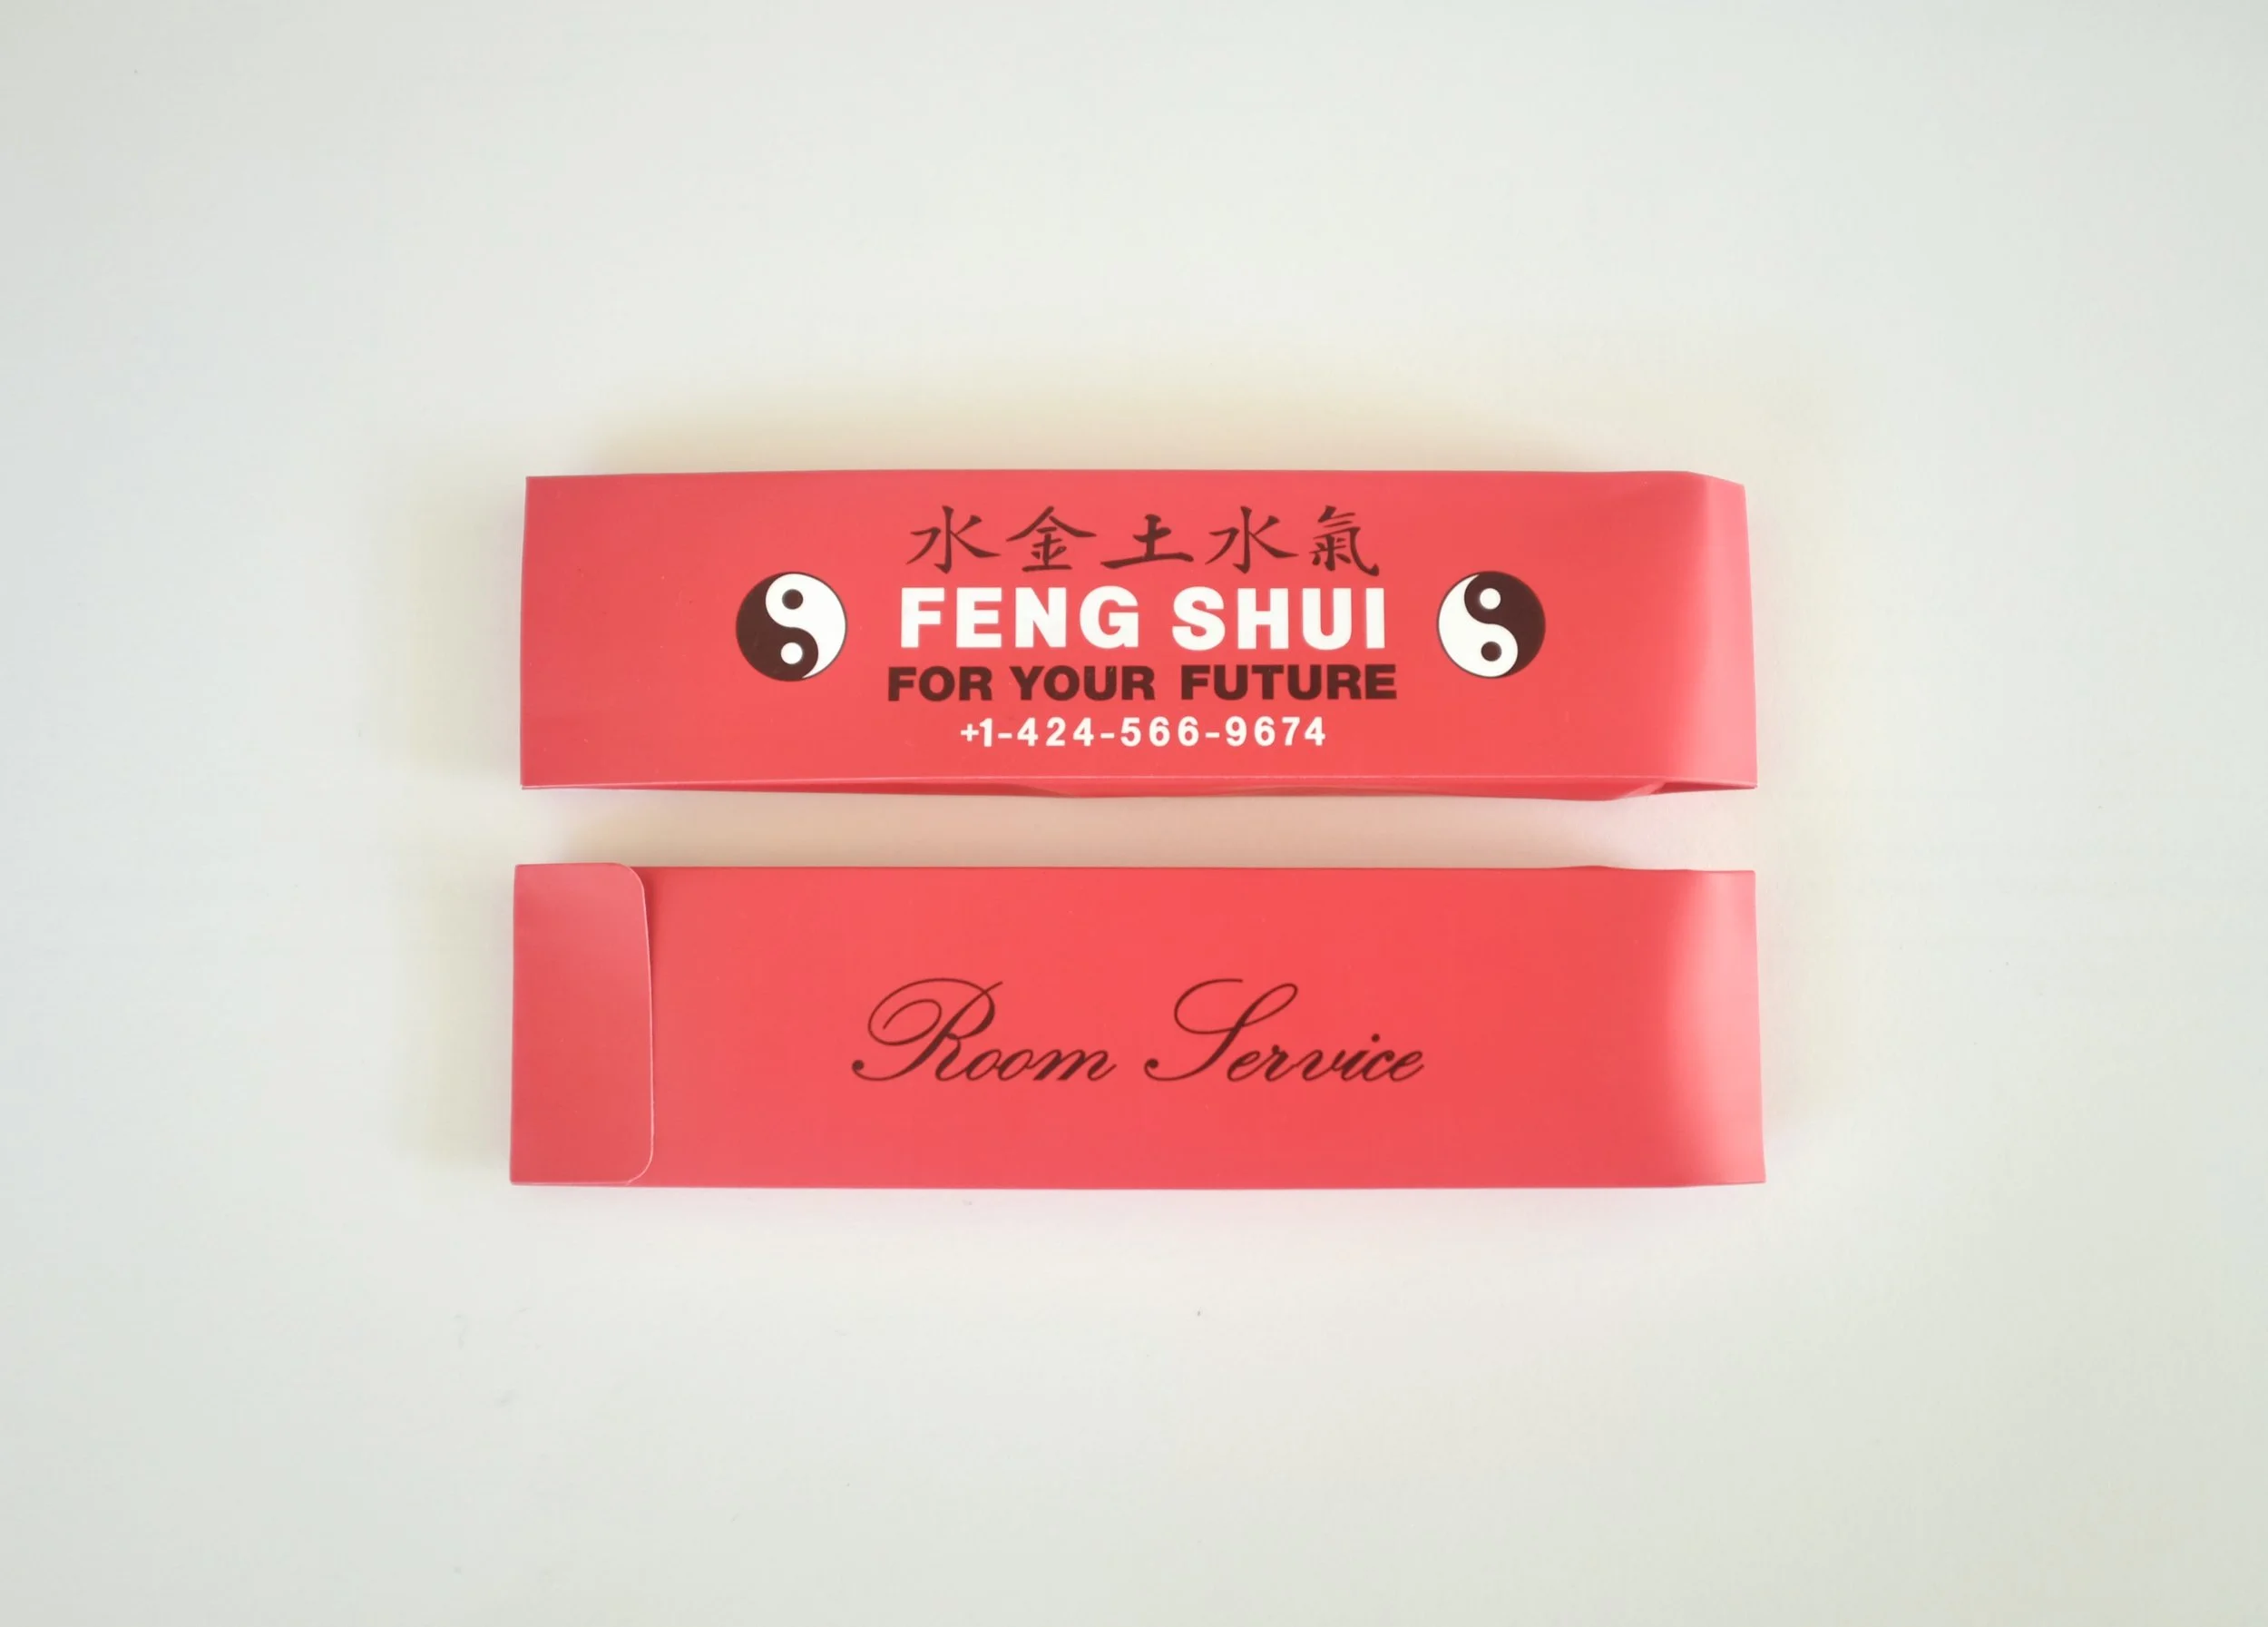 水金土水氣
FENG SHUI
FOR YOUR FUTURE
+1-424-566-9674
Room Service